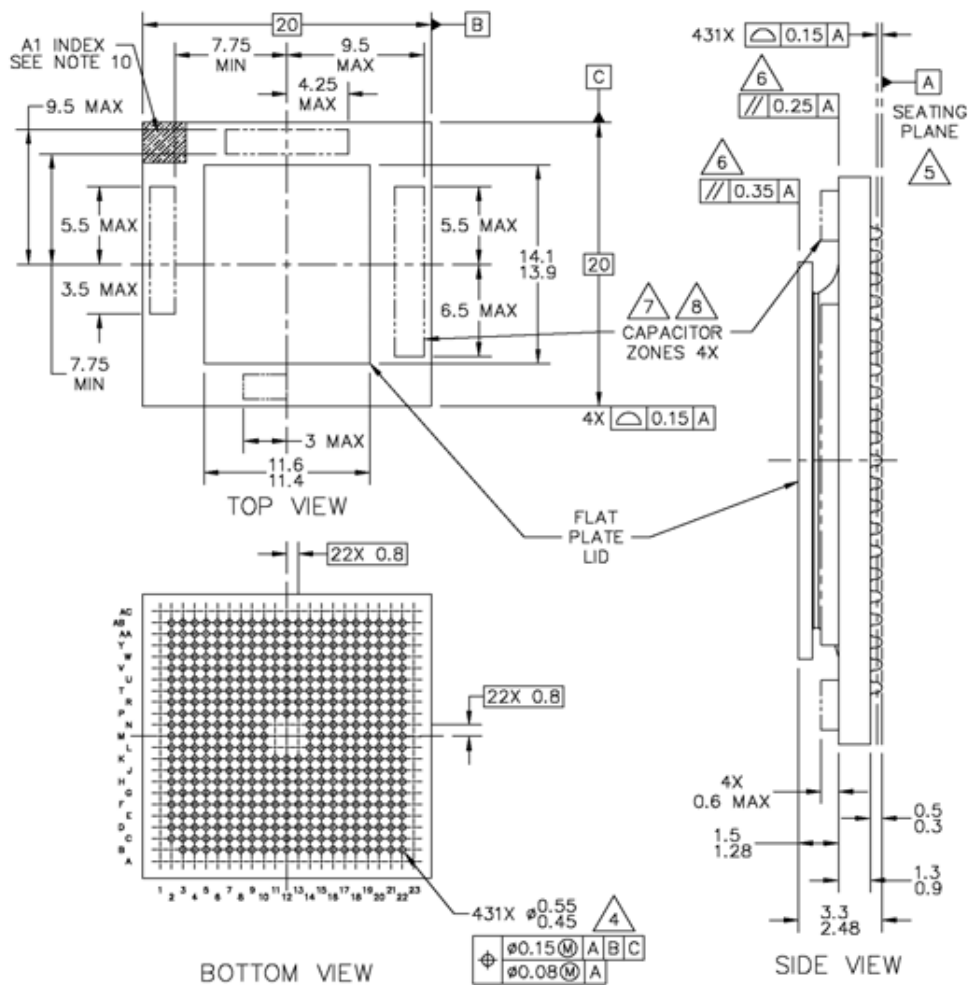 20
B
A1 INDEX
SEE NOTE 10
7.75
MIN
9.5
MAX
4.25
MAX
C
9.5 MAX
5.5 MAX
3.5 MAX
7.75
MIN
5.5
MAX
6.5
MAX
14.1
13.9
20
7
8
CAPACITOR
ZONES 4X
4X ⌓ 0.15 A
3 MAX
11.6
11.4
TOP VIEW
FLAT
PLATE
LID
431X ⌓ 0.15 A
6
// 0.25 A
A
SEATING
PLANE
5
6
// 0.35 A
4X
0.6 MAX
0.5
0.3
1.5
1.28
1.3
0.9
3.3
2.48
SIDE VIEW
22X 0.8
22X 0.8
AC
AB
AA
Y
W
V
U
T
R
P
N
M
L
K
J
H
G
F
E
D
C
B
A
1 2 3 4 5 6 7 8 9 10 11 12 13 14 15 16 17 18 19 20 21 22 23
431X ⌀0.55
0.45
4
⌖ ⌀0.15 Ⓜ A B C
⌀0.08 Ⓜ A
BOTTOM VIEW